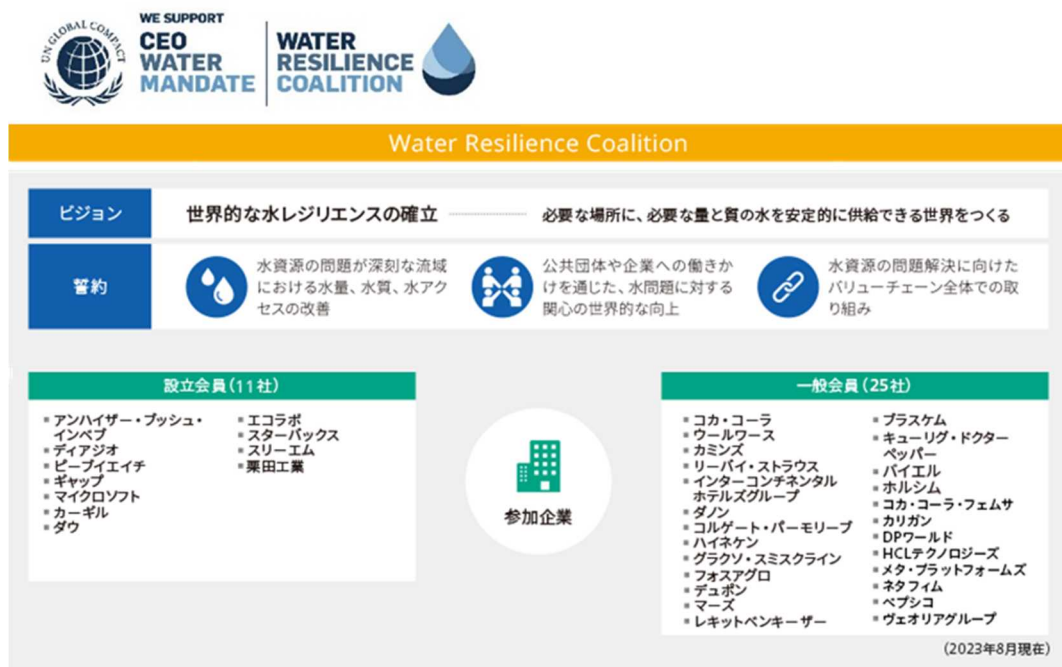 UN GLOBAL COMPACT
WE SUPPORT
CEO
WATER
MANDATE
WATER
RESILIENCE
COALITION
Water Resilience Coalition
ビジョン
世界的な水レジリエンスの確立
必要な場所に、必要な量と質の水を安定的に供給できる世界をつくる
誓約
水資源の問題が深刻な流域
における水量、水質、水アク
セスの改善
公共団体や企業への働きか
けを通じた、水問題に対する
関心の世界的な向上
水資源の問題解決に向けた
バリューチェーン全体での取
り組み
設立会員(11社)
アンハイザー・ブッシュ・
インベブ
ディアジオ
ピーブイエイチ
ギャップ
マイクロソフト
カーギル
ダウ
エコラボ
スターバックス
スリーエム
栗田工業
参加企業
一般会員(25社)
コカ・コーラ
ウールワース
カミンズ
リーバイ・ストラウス
インターコンチネンタル
ホテルズグループ
ダノン
コルゲート・パーモリーブ
ハイネケン
グラクソ・スミスクライン
フォスアグロ
デュポン
マーズ
レキットベンキーザー
ブラスケム
キューリグ・ドクター
ペッパー
バイエル
ホルシム
コカ・コーラ・フェムサ
カリガン
DPワールド
HCLテクノロジーズ
メタ・プラットフォームズ
ネタフィム
ペプシコ
ヴェオリアグループ
(2023年8月現在)